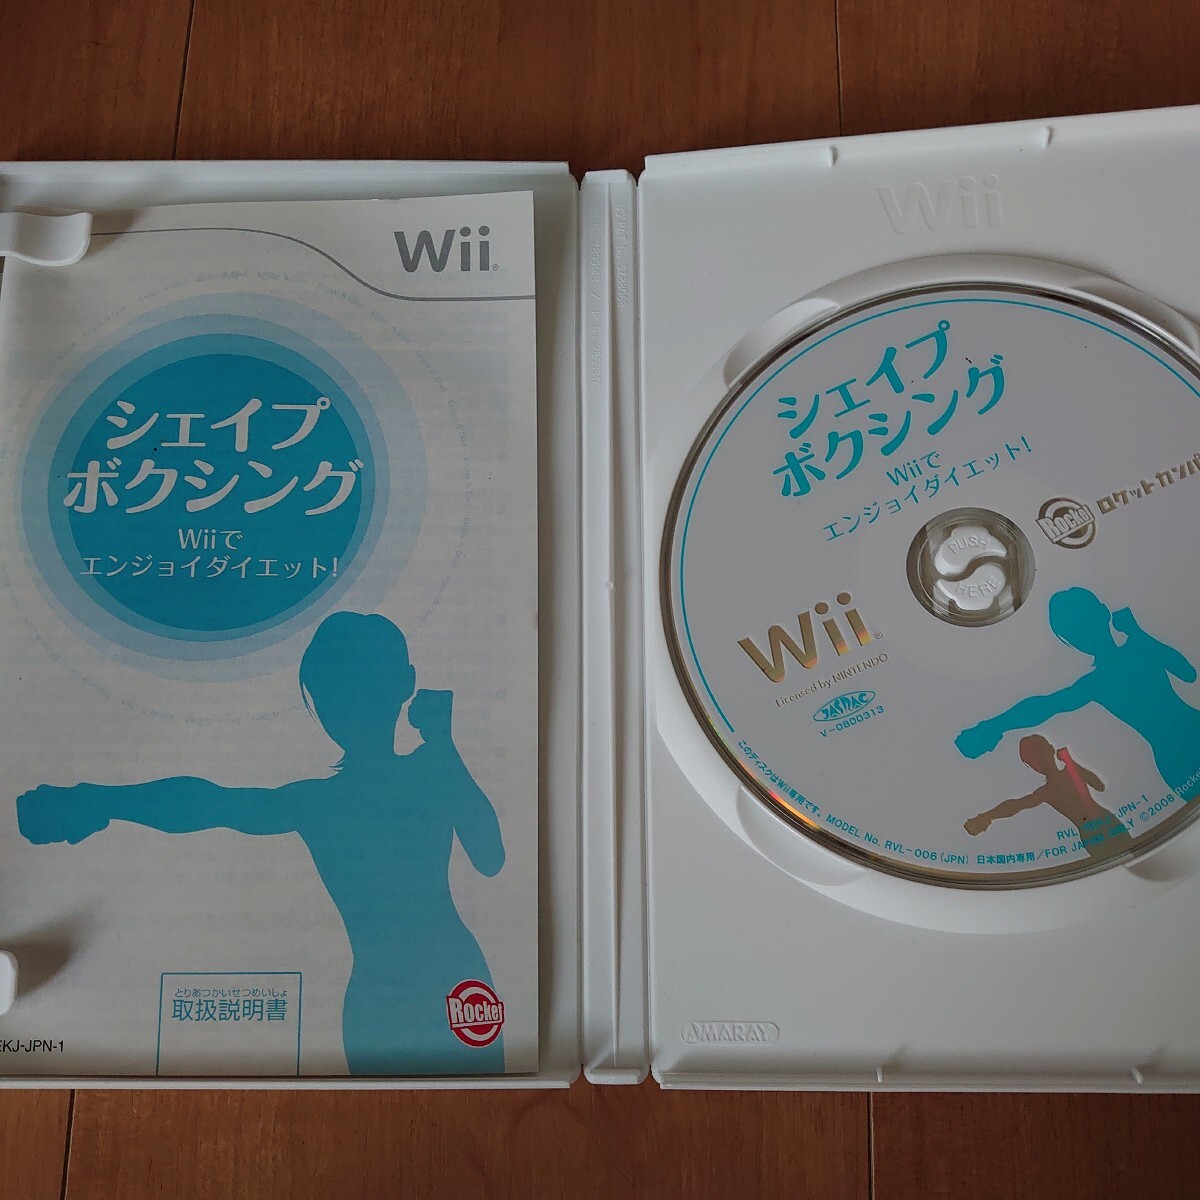 Wii®
シェイプ
ボクシング
Wiiで
エンジョイダイエット!
とりあつかいせつめいしょ
取扱説明書
Rocket
EKJ-JPN-1
Wii
シェイプ
ボクシング
Wiiで
エンジョイダイエット!
Rocket ロケットカンパ
PUSH
HERE
Wii®
Licensed by NINTENDO
JASRAC
V-0800313
このディスクはWii専用です。 MODEL No. RVL-006 (JPN) 日本国内専用/FOR JAPAN ONLY ©2008 Rocket
JPN-1
AMARAY